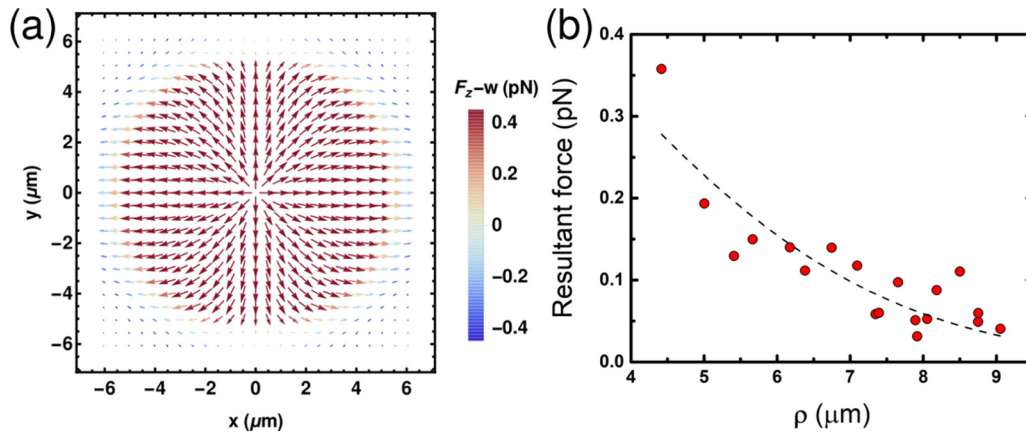 (a)
6
4
2
0
−2
−4
−6
y (μm)
−6 −4 −2 0 2 4 6
x (μm)
F_z−w (pN)
0.4
0.2
0
−0.2
−0.4
(b)
0.4
0.3
0.2
0.1
0.0
Resultant force (pN)
4 5 6 7 8 9
ρ (μm)